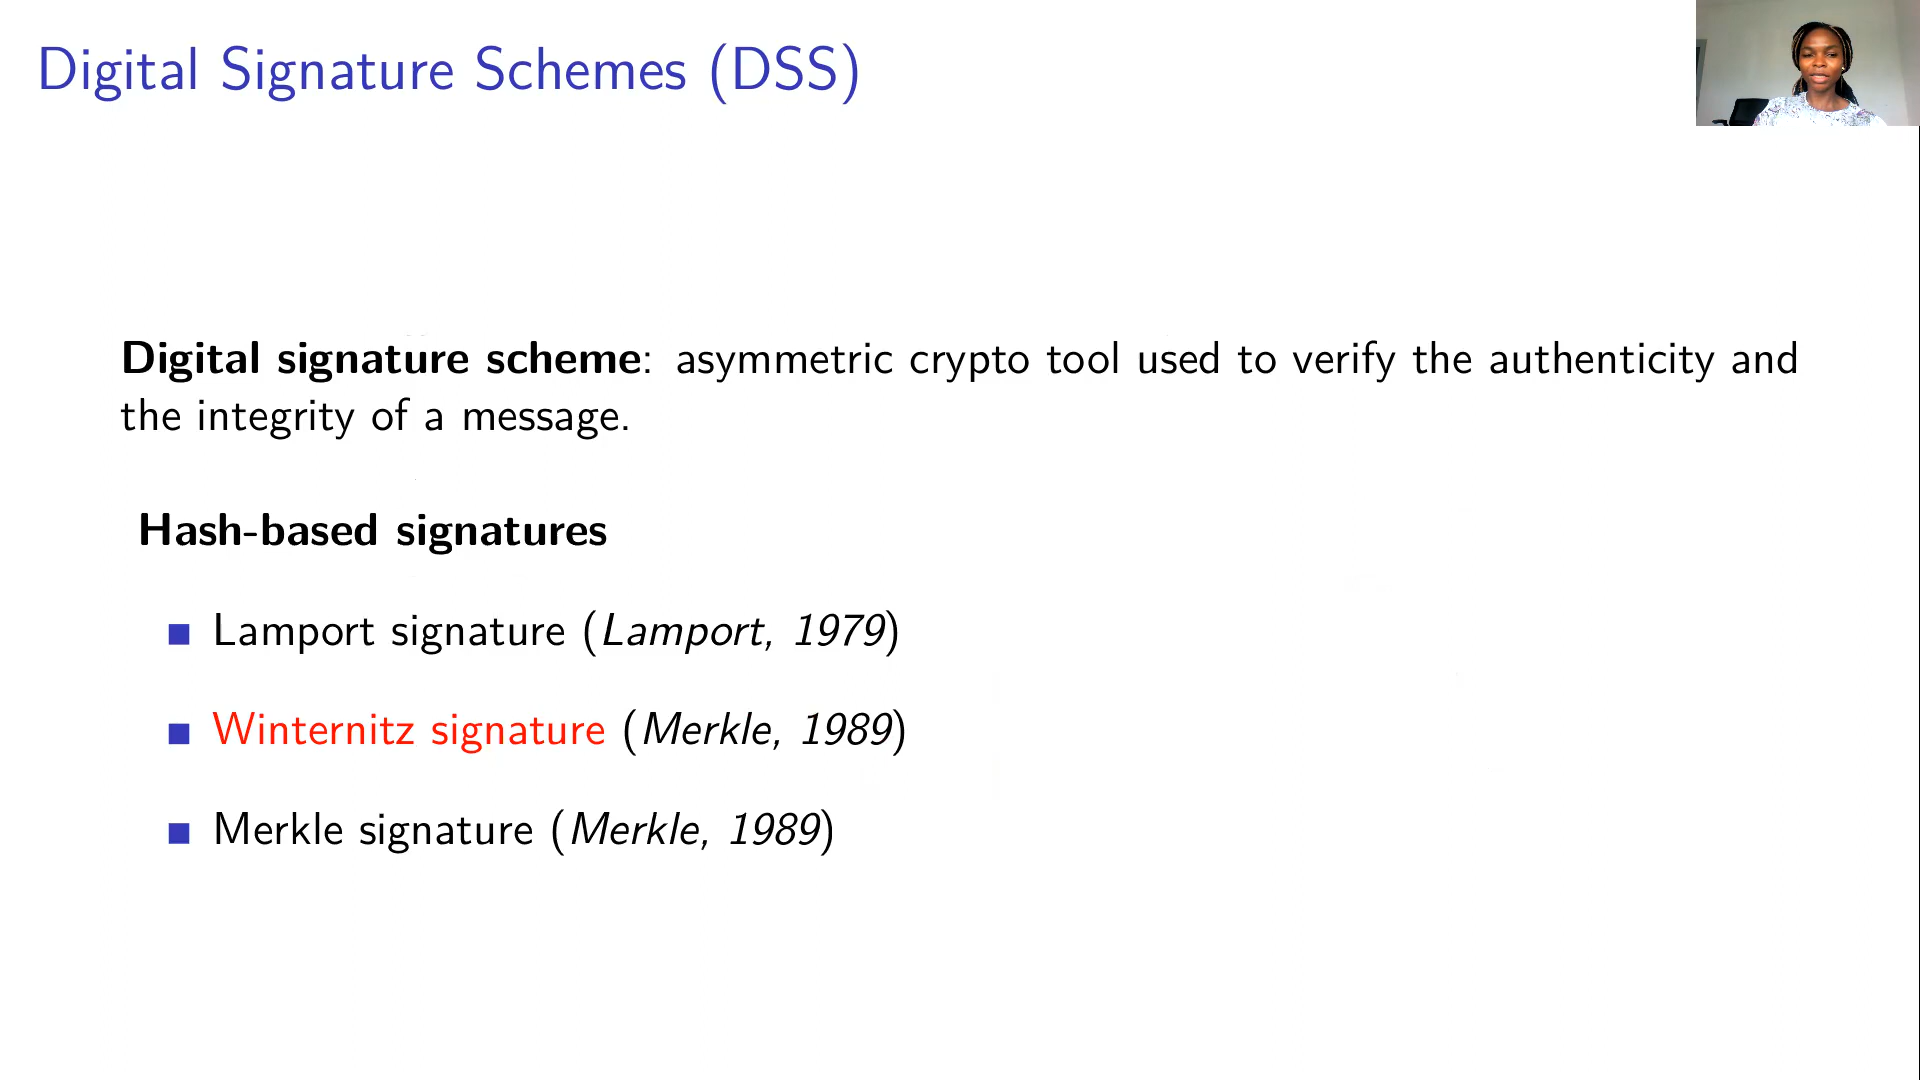 Digital Signature Schemes (DSS)
Digital signature scheme: asymmetric crypto tool used to verify the authenticity and
the integrity of a message.
Hash-based signatures
Lamport signature (Lamport, 1979)
Winternitz signature (Merkle, 1989)
Merkle signature (Merkle, 1989)